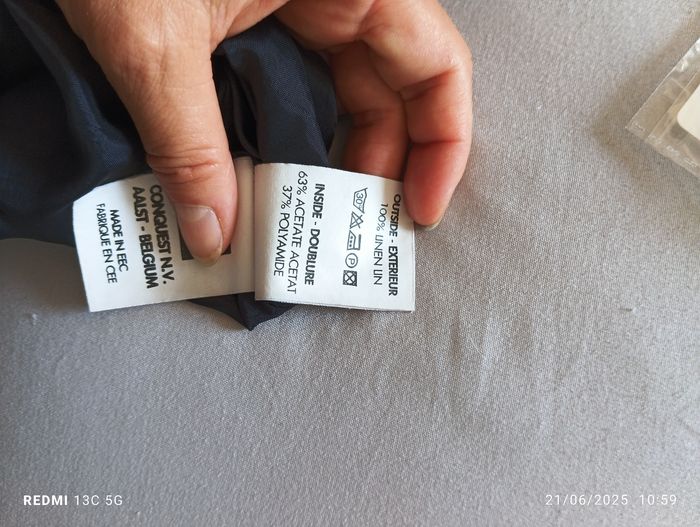 CONQUEST N.V.
AALST - BELGIUM
MADE IN EEC
FABRIQUE EN CEE
OUTSIDE - EXTERIEUR
100% LINEN LIN
30°
P
INSIDE - DOUBLURE
63% ACETATE ACETAT
37% POLYAMIDE
REDMI 13C 5G
21/06/2025 10:59